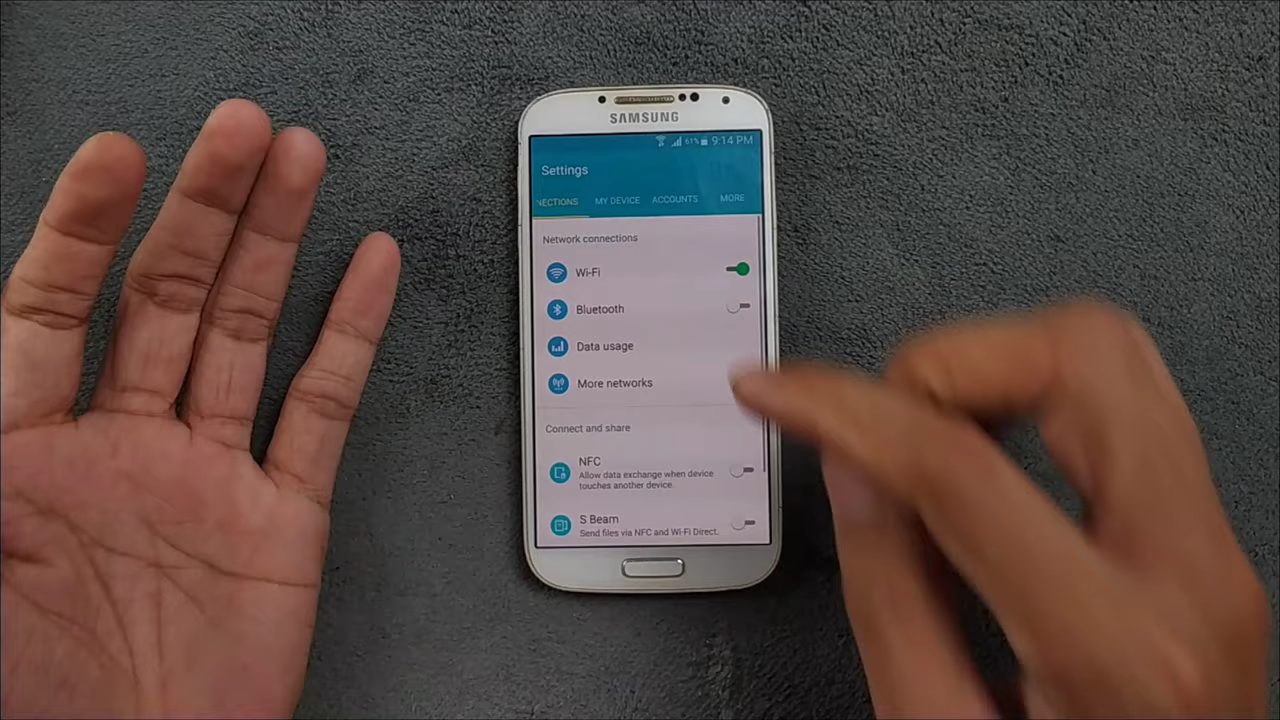 SAMSUNG
61% 9:14 PM
Settings
NECTIONS MY DEVICE ACCOUNTS MORE
Network connections
Wi-Fi
Bluetooth
Data usage
More networks
Connect and share
NFC
Allow data exchange when device
touches another device.
S Beam
Send files via NFC and Wi-Fi Direct.